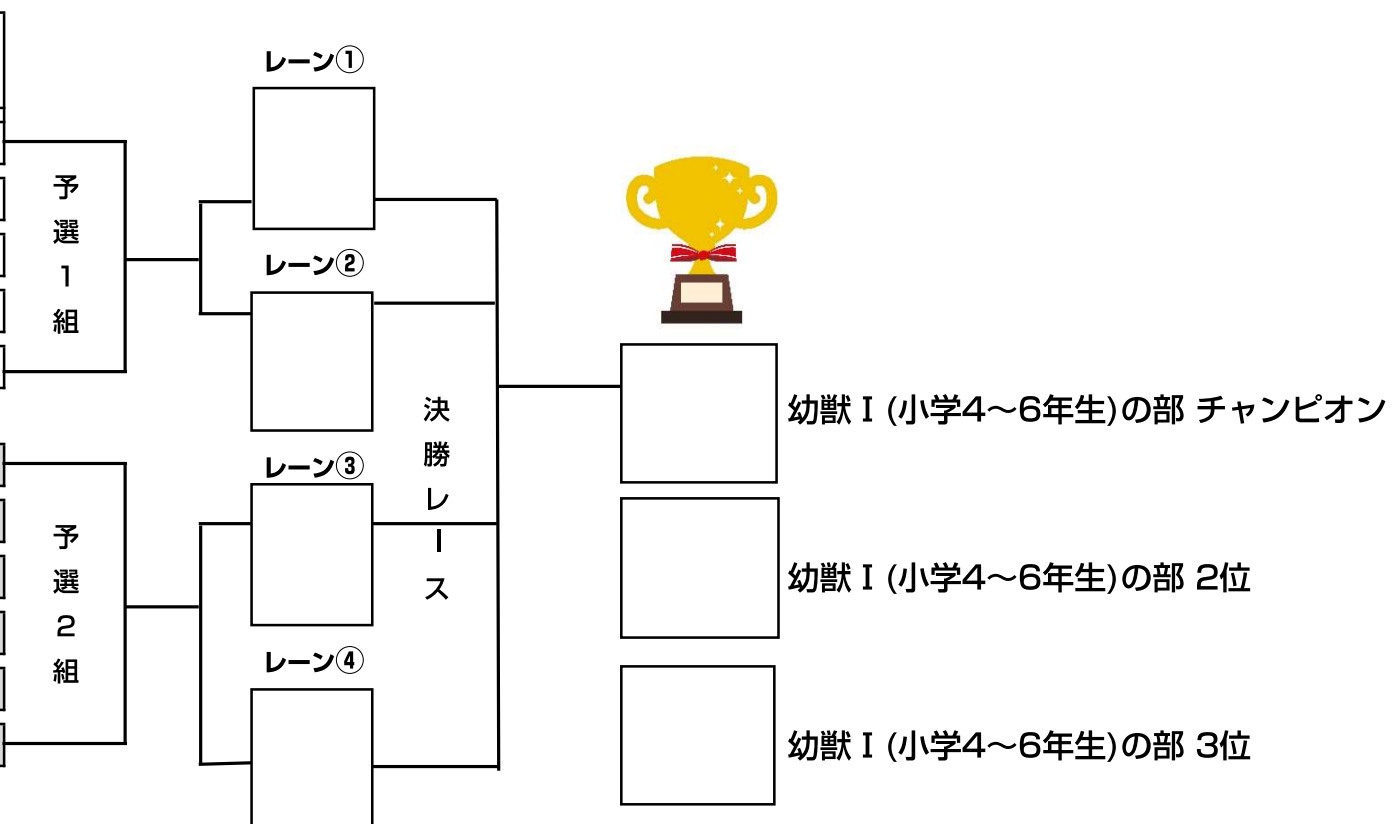 レーン①
予選1組
レーン②
決勝レース
幼獣Ⅰ(小学4～6年生)の部 チャンピオン
レーン③
予選2組
幼獣Ⅰ(小学4～6年生)の部 2位
レーン④
幼獣Ⅰ(小学4～6年生)の部 3位